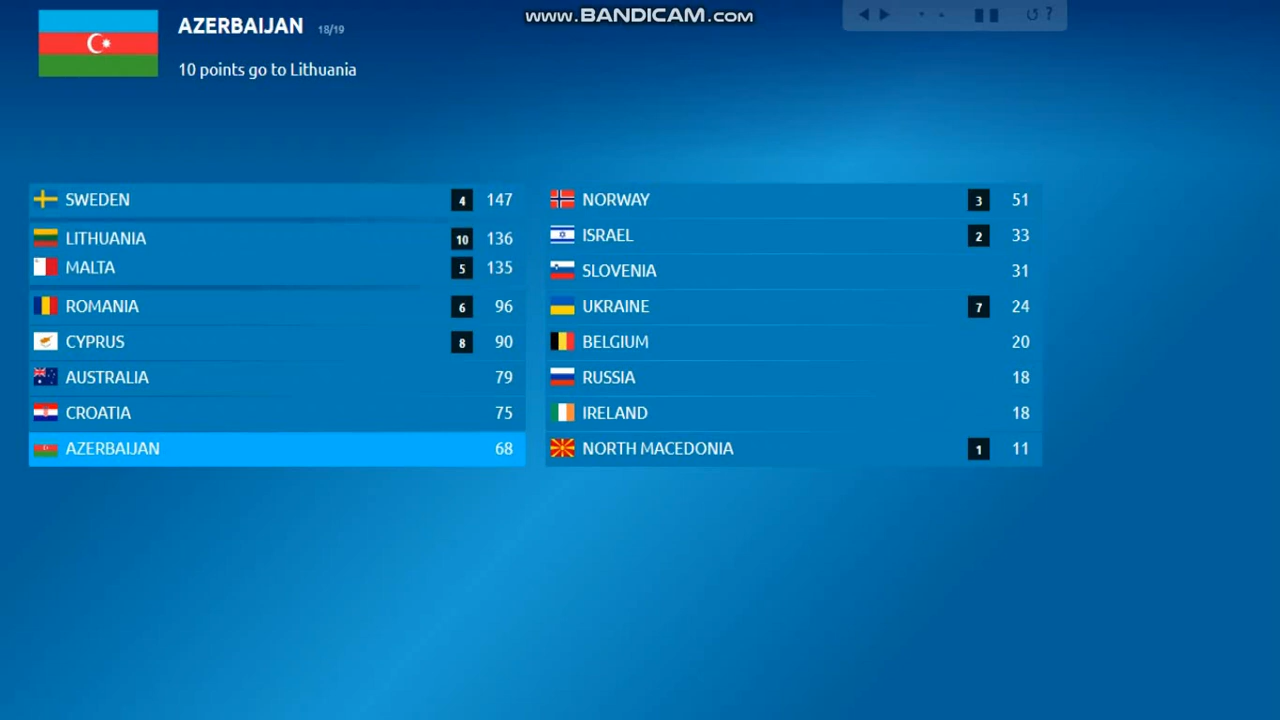 www.BANDICAM.com
AZERBAIJAN 18/19
10 points go to Lithuania
SWEDEN 4 147
LITHUANIA 10 136
MALTA 5 135
ROMANIA 6 96
CYPRUS 8 90
AUSTRALIA 79
CROATIA 75
AZERBAIJAN 68
NORWAY 3 51
ISRAEL 2 33
SLOVENIA 31
UKRAINE 7 24
BELGIUM 20
RUSSIA 18
IRELAND 18
NORTH MACEDONIA 1 11
?